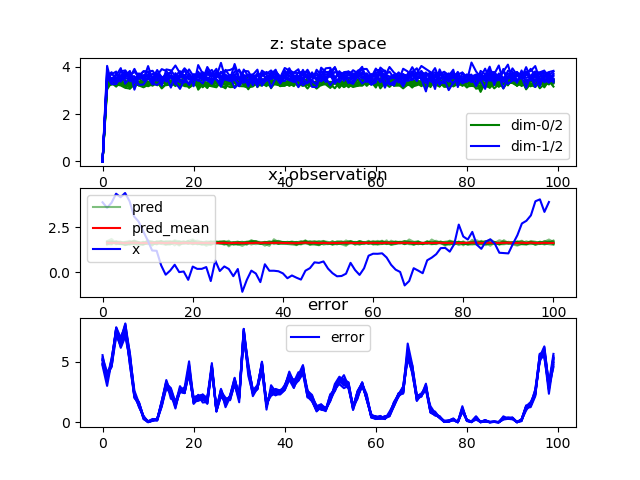 z: state space
4
2
0
dim-0/2
dim-1/2
0 20 40 60 80 100
x: observation
2.5
0.0
pred
pred_mean
x
0 20 40 60 80 100
error
5
0
error
0 20 40 60 80 100